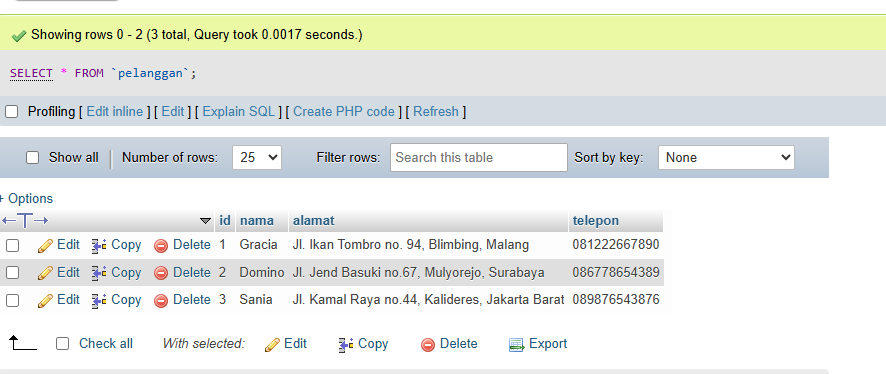 Showing rows 0 - 2 (3 total, Query took 0.0017 seconds.)
SELECT * FROM `pelanggan`;
Profiling [ Edit inline ] [ Edit ] [ Explain SQL ] [ Create PHP code ] [ Refresh ]
Show all | Number of rows: 25 Filter rows: Search this table Sort by key: None
+ Options
←T→ id nama alamat telepon
Edit Copy Delete 1 Gracia Jl. Ikan Tombro no. 94, Blimbing, Malang 081222667890
Edit Copy Delete 2 Domino Jl. Jend Basuki no.67, Mulyorejo, Surabaya 086778654389
Edit Copy Delete 3 Sania Jl. Kamal Raya no.44, Kalideres, Jakarta Barat 089876543876
Check all With selected: Edit Copy Delete Export